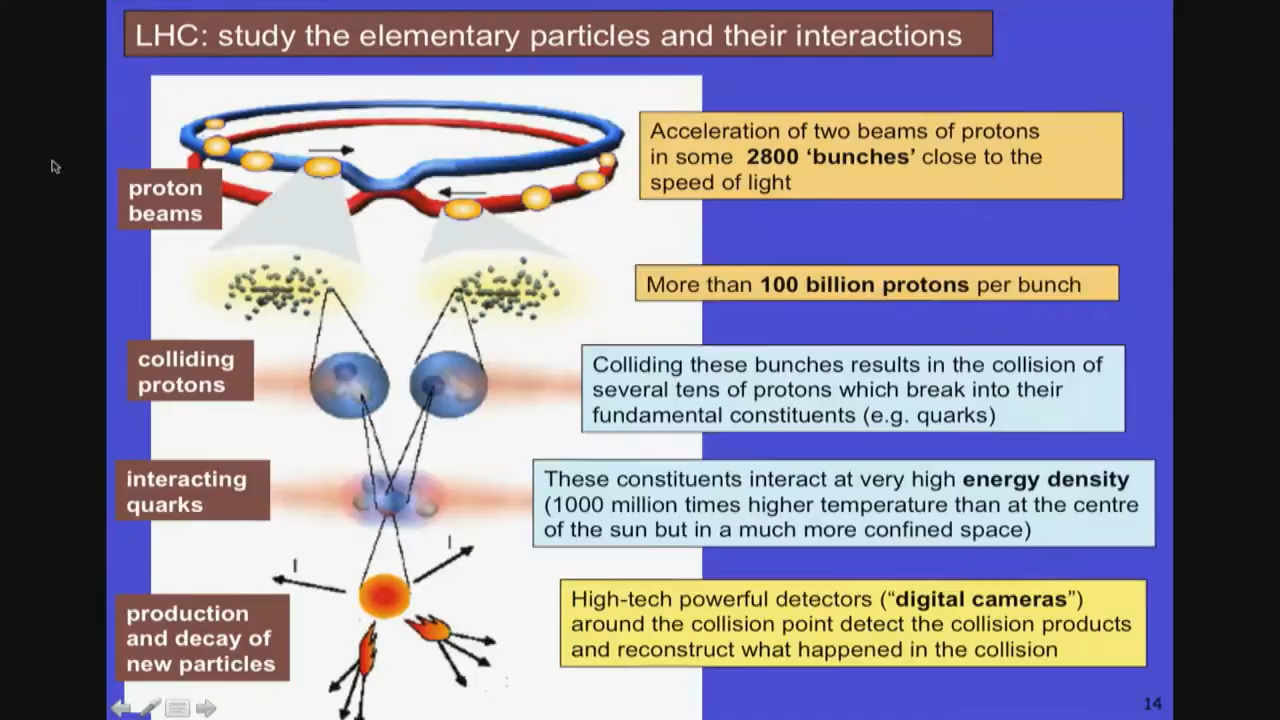 LHC: study the elementary particles and their interactions
proton
beams
Acceleration of two beams of protons
in some 2800 ‘bunches’ close to the
speed of light
More than 100 billion protons per bunch
colliding
protons
Colliding these bunches results in the collision of
several tens of protons which break into their
fundamental constituents (e.g. quarks)
interacting
quarks
These constituents interact at very high energy density
(1000 million times higher temperature than at the centre
of the sun but in a much more confined space)
l
l
production
and decay of
new particles
High-tech powerful detectors (“digital cameras”)
around the collision point detect the collision products
and reconstruct what happened in the collision
14